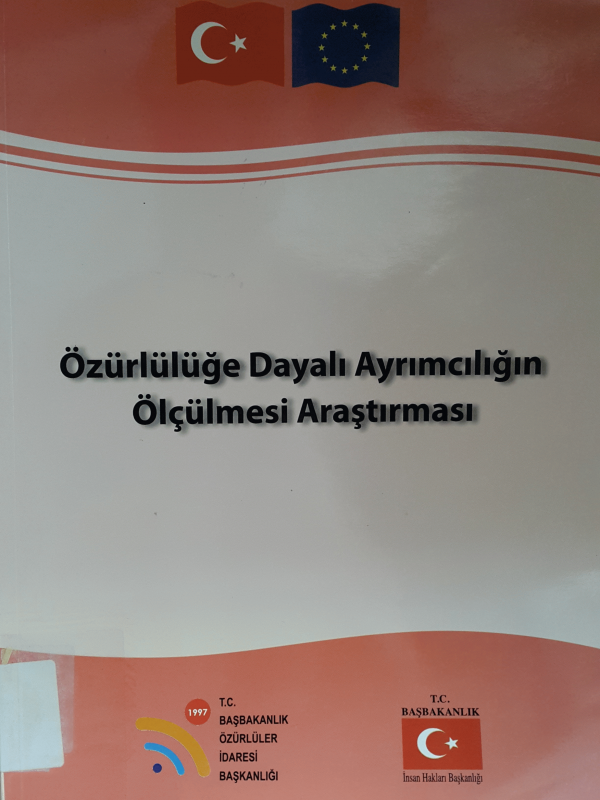 Özürlülüğe Dayalı Ayrımcılığın
Ölçülmesi Araştırması
1997
T.C.
BAŞBAKANLIK
ÖZÜRLÜLER
İDARESİ
BAŞKANLIĞI
T.C.
BAŞBAKANLIK
İnsan Hakları Başkanlığı